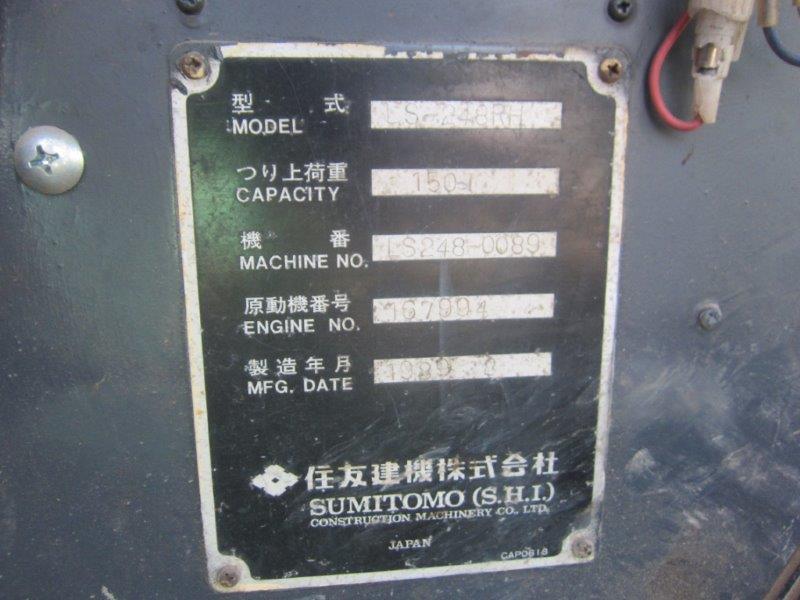 型 式 LS-248RH
MODEL
つり上荷重 150
CAPACITY
機 番 LS248-0089
MACHINE NO.
原動機番号 167994
ENGINE NO.
製造年月 1989 2
MFG. DATE
住友建機株式会社
SUMITOMO (S.H.I.)
CONSTRUCTION MACHINERY CO., LTD.
JAPAN
CAP0618